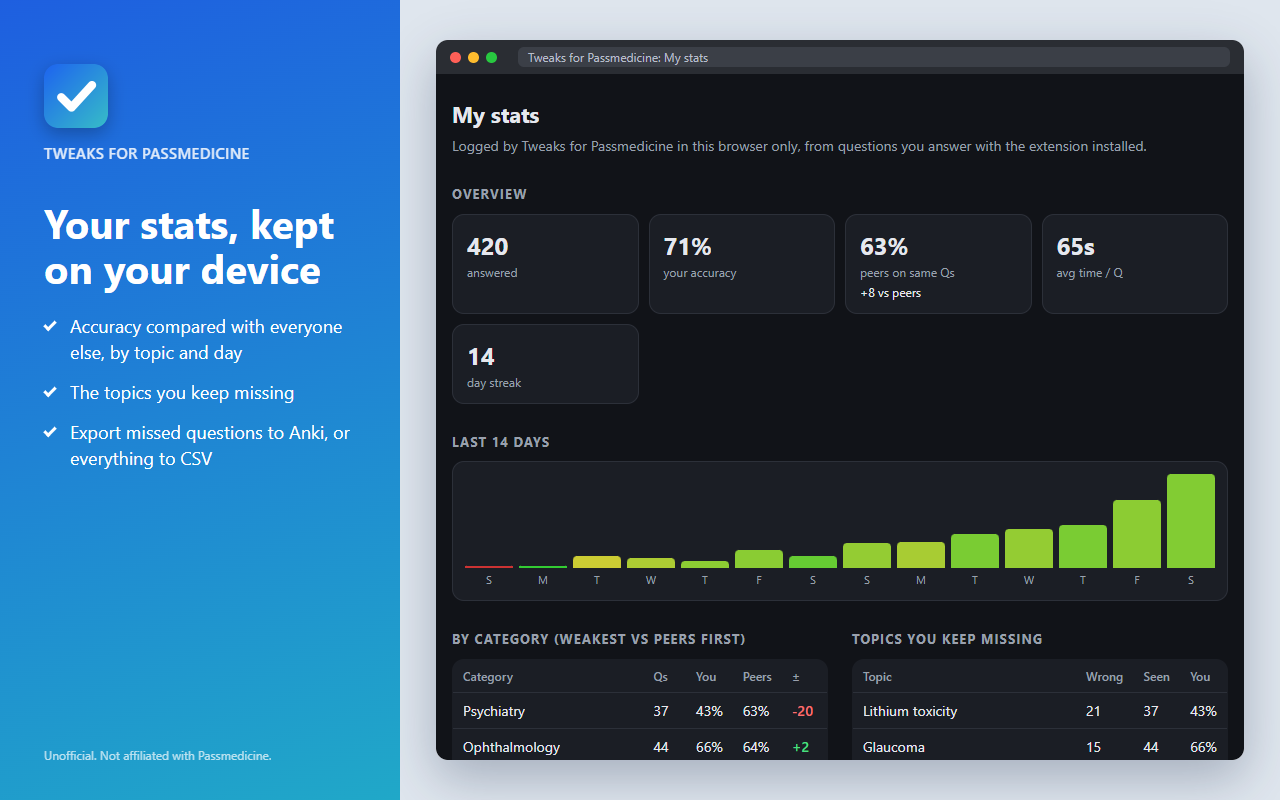 TWEAKS FOR PASSMEDICINE
Your stats, kept
on your device
Accuracy compared with everyone
else, by topic and day
The topics you keep missing
Export missed questions to Anki, or
everything to CSV
Unofficial. Not affiliated with Passmedicine.
Tweaks for Passmedicine: My stats
My stats
Logged by Tweaks for Passmedicine in this browser only, from questions you answer with the extension installed.
OVERVIEW
420
answered
71%
your accuracy
63%
peers on same Qs
+8 vs peers
65s
avg time / Q
14
day streak
LAST 14 DAYS
S M T W T F S S M T W T F S
BY CATEGORY (WEAKEST VS PEERS FIRST)
Category Qs You Peers ±
Psychiatry 37 43% 63% -20
Ophthalmology 44 66% 64% +2
TOPICS YOU KEEP MISSING
Topic Wrong Seen You
Lithium toxicity 21 37 43%
Glaucoma 15 44 66%